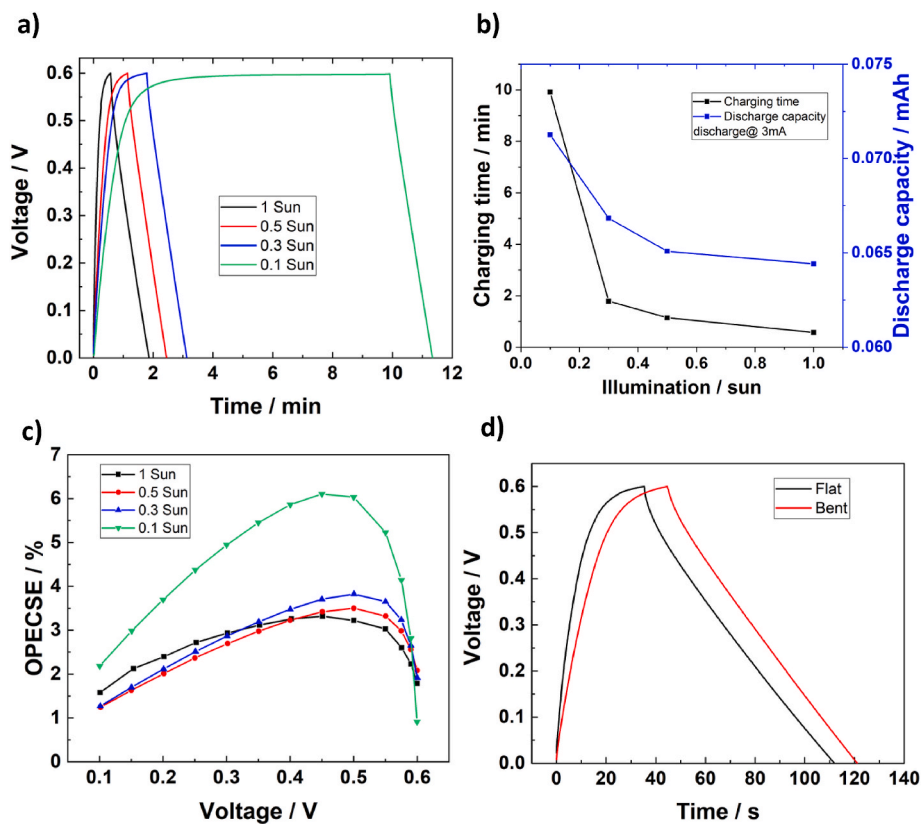 a)
Voltage / V
0.6
0.5
0.4
0.3
0.2
0.1
0.0
1 Sun
0.5 Sun
0.3 Sun
0.1 Sun
0 2 4 6 8 10 12
Time / min
b)
Charging time / min
10
8
6
4
2
0
Charging time
Discharge capacity
discharge@ 3mA
0.075
0.070
0.065
0.060
Discharge capacity / mAh
0.0 0.2 0.4 0.6 0.8 1.0
Illumination / sun
c)
OPECSE / %
7
6
5
4
3
2
1
0
1 Sun
0.5 Sun
0.3 Sun
0.1 Sun
0.1 0.2 0.3 0.4 0.5 0.6
Voltage / V
d)
Voltage / V
0.6
0.5
0.4
0.3
0.2
0.1
0.0
Flat
Bent
0 20 40 60 80 100 120 140
Time / s